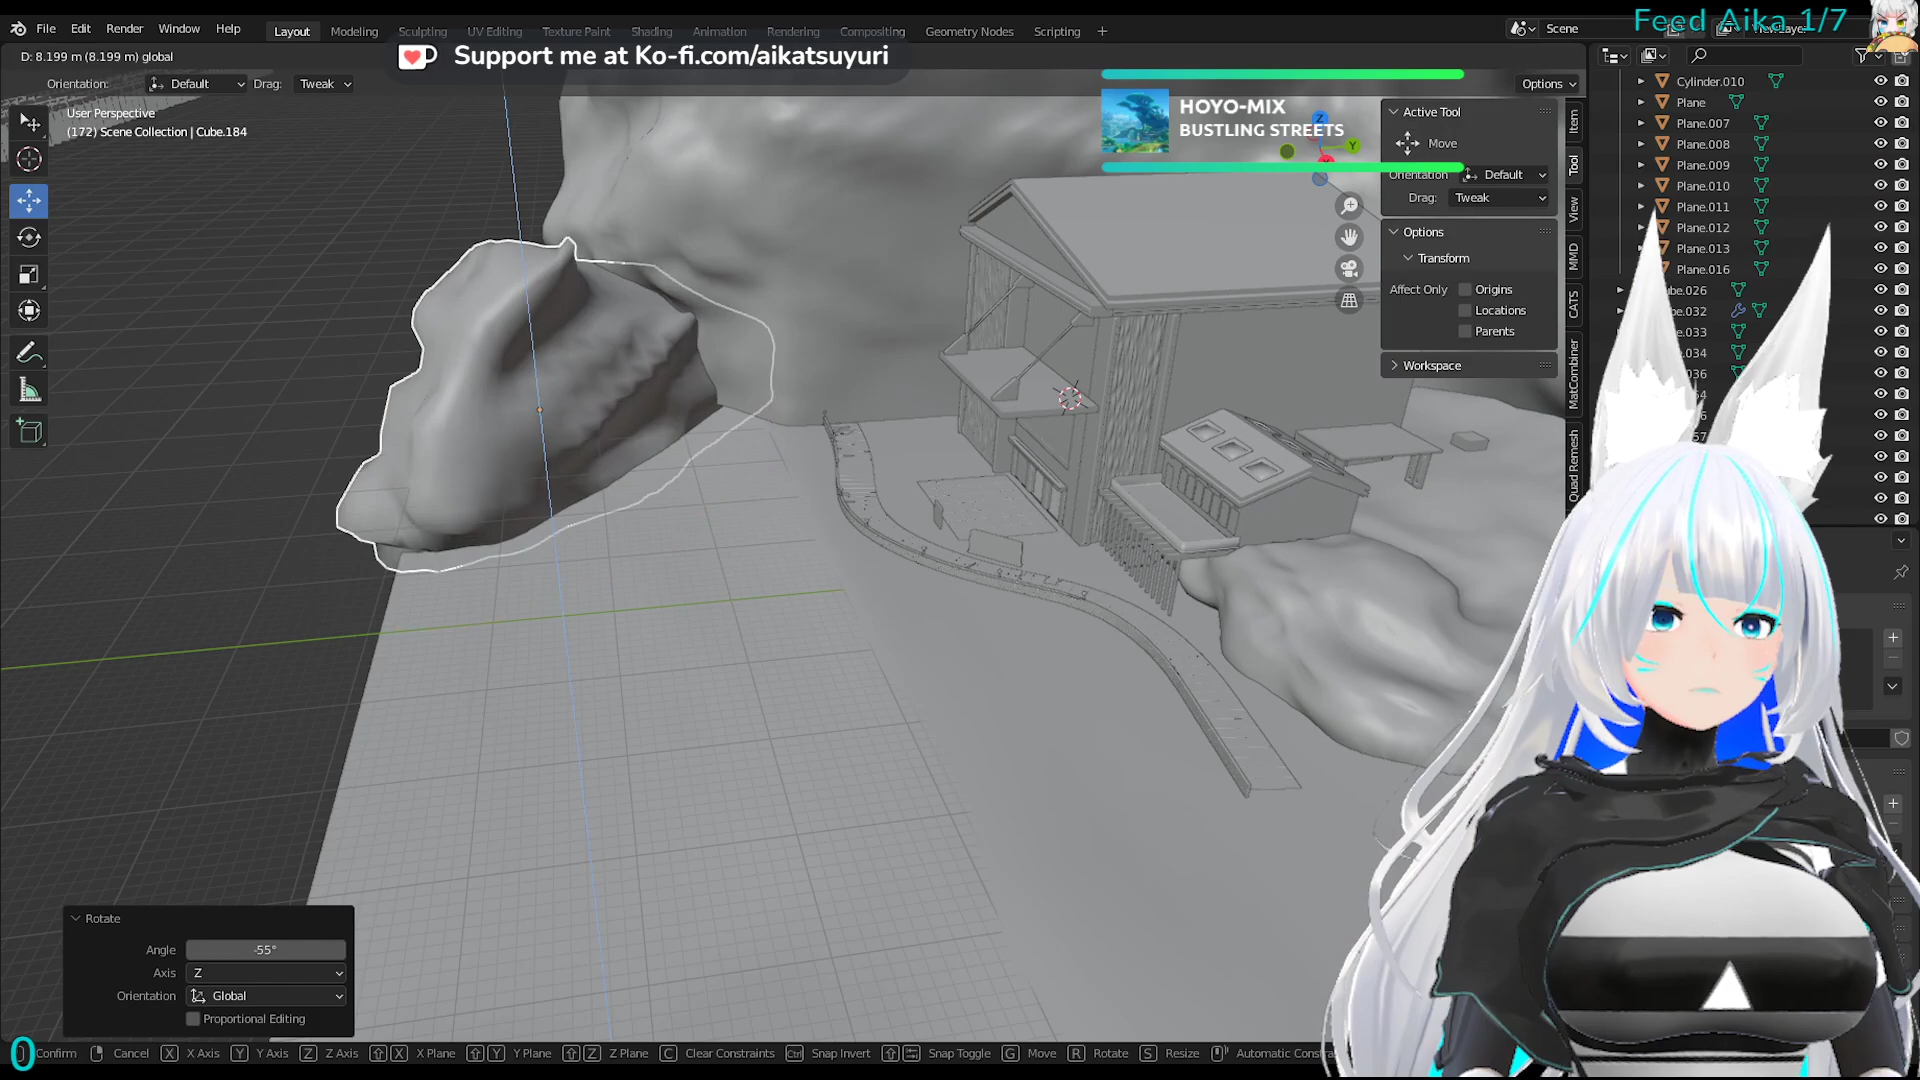 File Edit Render Window Help Layout Modeling Sculpting UV Editing Texture Paint Shading Animation Rendering Compositing Geometry Nodes Scripting + Scene
Feed Aika 1/7
D: 8.199 m (8.199 m) global
Support me at Ko-fi.com/aikatsuyuri
Orientation: Default Drag: Tweak Options
User Perspective
(172) Scene Collection | Cube.184
HOYO-MIX
BUSTLING STREETS
Z
Y
Active Tool
Move
Orientation Default
Drag: Tweak
Options
Transform
Affect Only Origins
Locations
Parents
Workspace
Item
Tool
View
MMD
CATS
MatCombiner
Quad Remesh
Cylinder.010
Plane
Plane.007
Plane.008
Plane.009
Plane.010
Plane.011
Plane.012
Plane.013
Plane.016
Rotate
Angle -55°
Axis Z
Orientation Global
Proportional Editing
0
Confirm Cancel X X Axis Y Y Axis Z Z Axis X X Plane Y Y Plane Z Z Plane C Clear Constraints Ctrl Snap Invert Snap Toggle G Move R Rotate S Resize Automatic